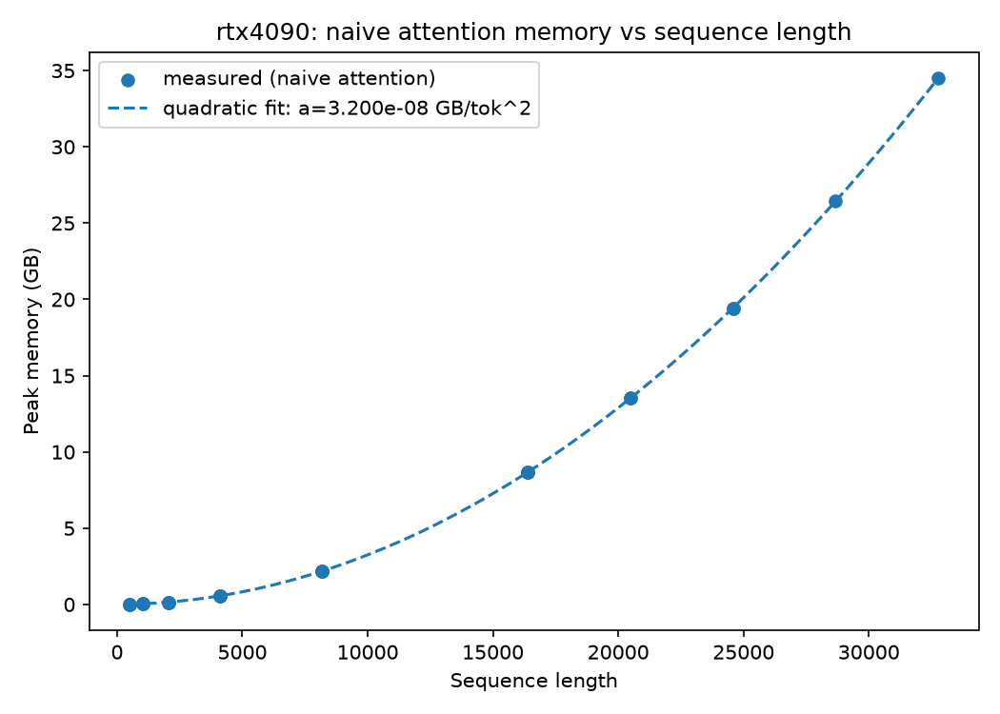 rtx4090: naive attention memory vs sequence length
measured (naive attention)
quadratic fit: a=3.200e-08 GB/tok^2
Peak memory (GB)
35
30
25
20
15
10
5
0
0 5000 10000 15000 20000 25000 30000
Sequence length